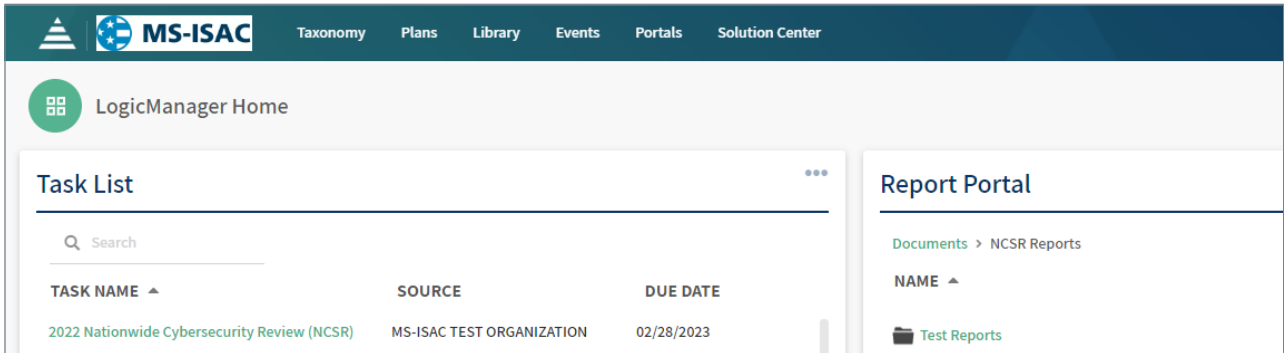 MS-ISAC Taxonomy Plans Library Events Portals Solution Center
LogicManager Home
Task List
Search
TASK NAME SOURCE DUE DATE
2022 Nationwide Cybersecurity Review (NCSR) MS-ISAC TEST ORGANIZATION 02/28/2023
Report Portal
Documents > NCSR Reports
NAME
Test Reports